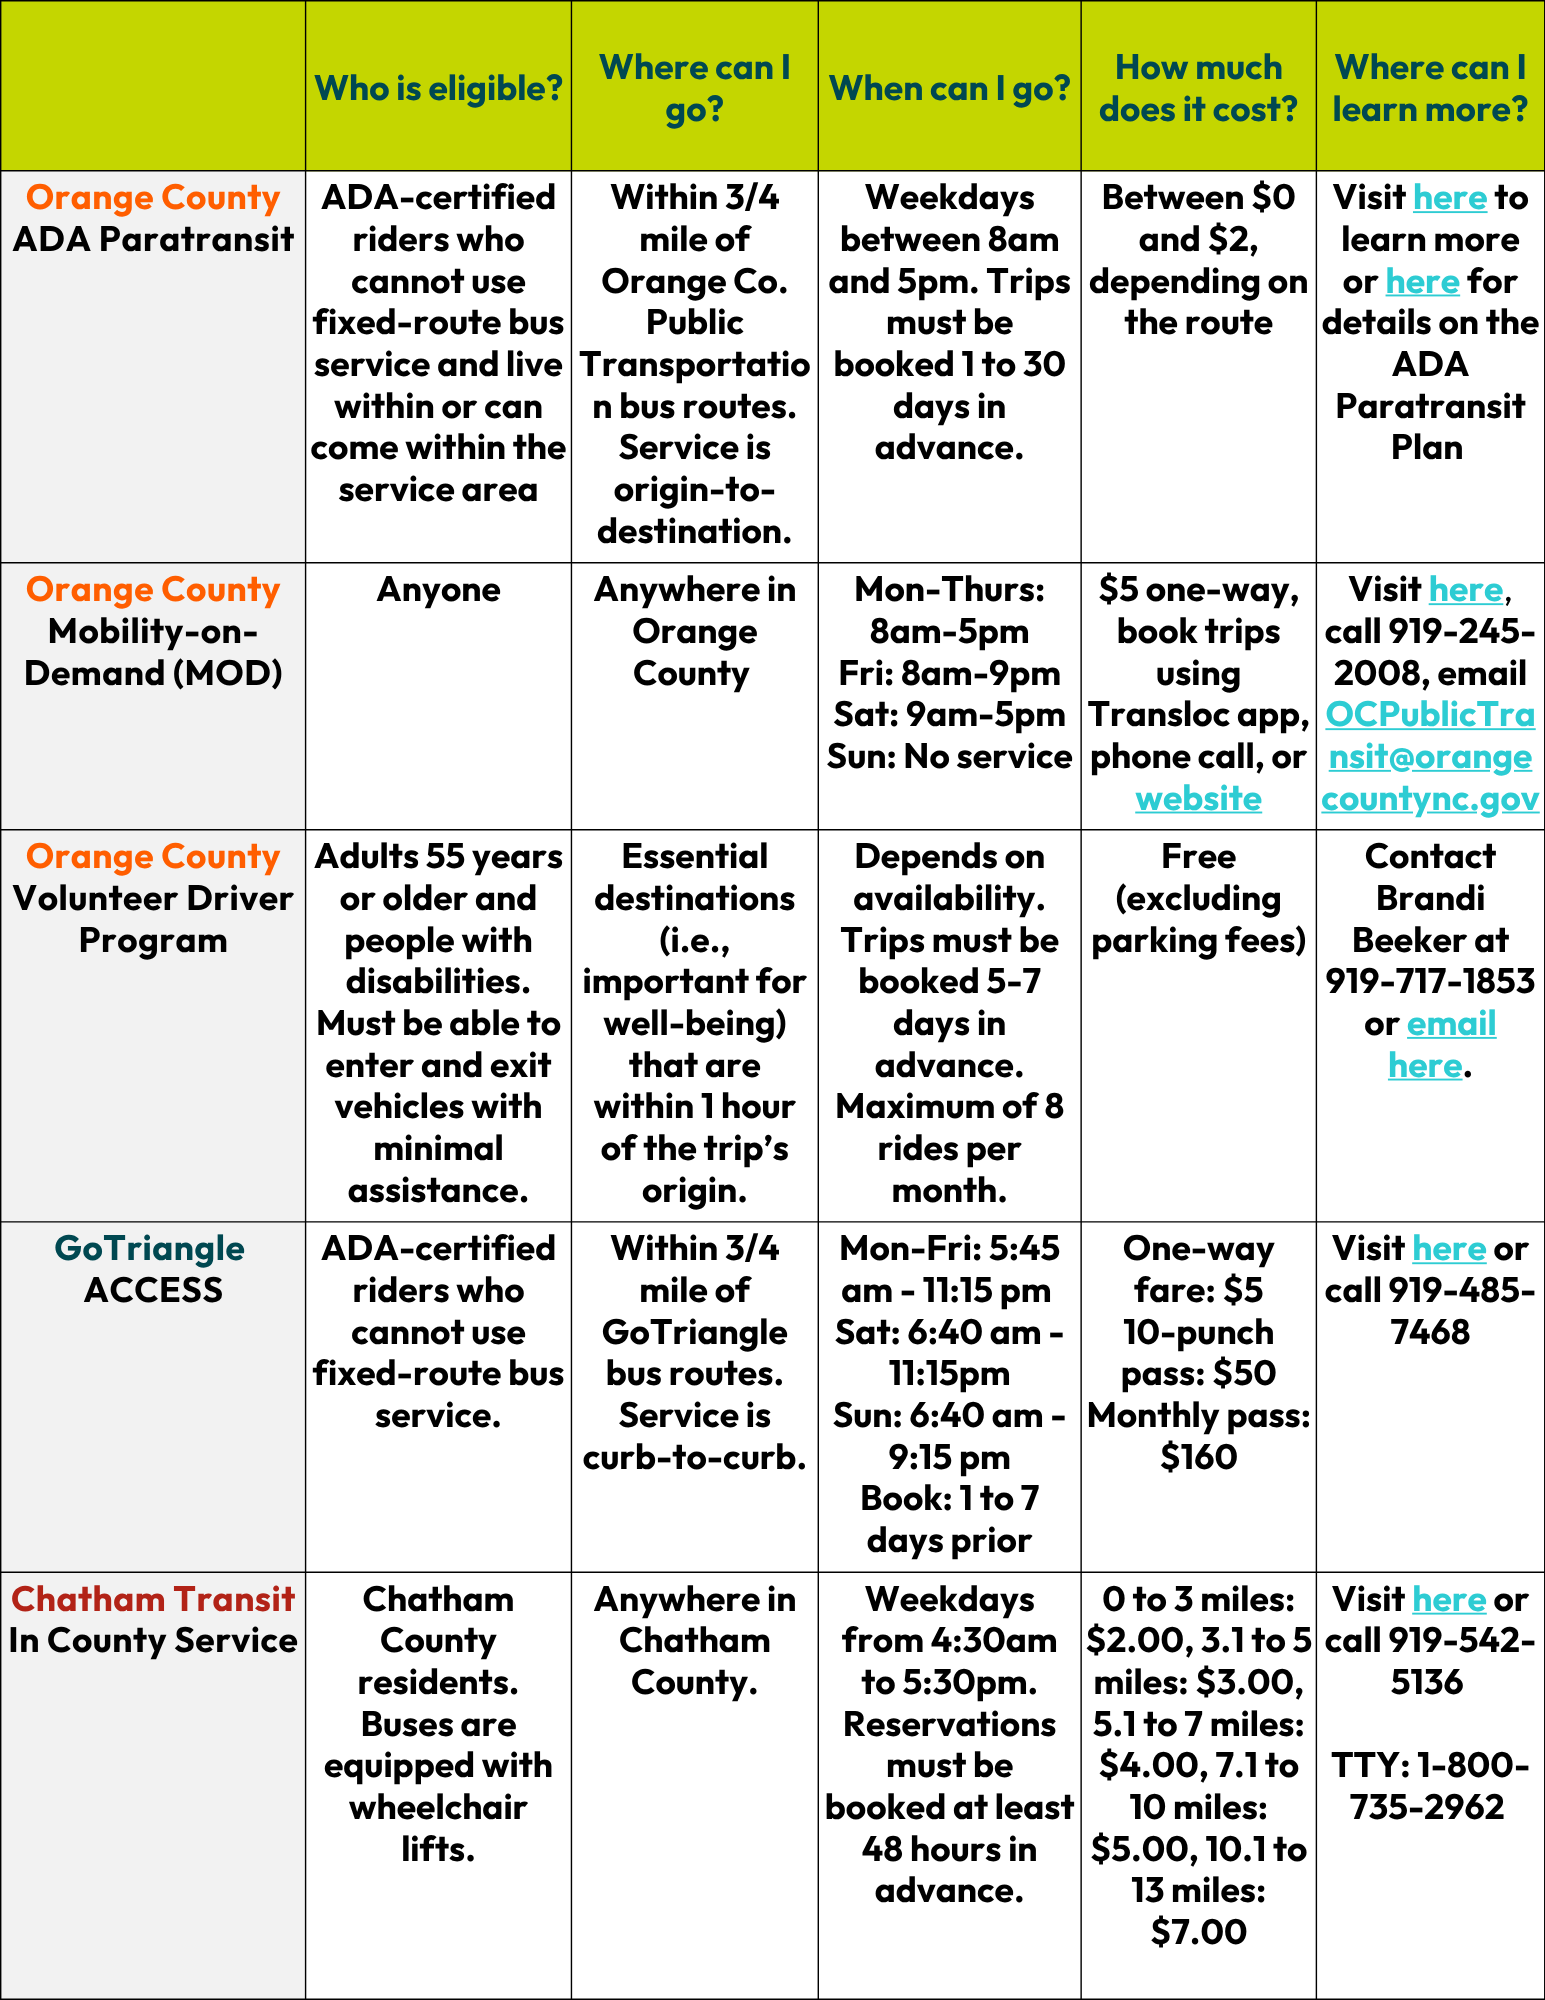 Who is eligible?
Where can I
go?
When can I go?
How much
does it cost?
Where can I
learn more?
Orange County
ADA Paratransit
ADA-certified
riders who
cannot use
fixed-route bus
service and live
within or can
come within the
service area
Within 3/4
mile of
Orange Co.
Public
Transportatio
n bus routes.
Service is
origin-to-
destination.
Weekdays
between 8am
and 5pm. Trips
must be
booked 1 to 30
days in
advance.
Between $0
and $2,
depending on
the route
Visit here to
learn more
or here for
details on the
ADA
Paratransit
Plan
Orange County
Mobility-on-
Demand (MOD)
Anyone
Anywhere in
Orange
County
Mon-Thurs:
8am-5pm
Fri: 8am-9pm
Sat: 9am-5pm
Sun: No service
$5 one-way,
book trips
using
Transloc app,
phone call, or
website
Visit here,
call 919-245-
2008, email
OCPublicTra
nsit@orange
countync.gov
Orange County
Volunteer Driver
Program
Adults 55 years
or older and
people with
disabilities.
Must be able to
enter and exit
vehicles with
minimal
assistance.
Essential
destinations
(i.e.,
important for
well-being)
that are
within 1 hour
of the trip’s
origin.
Depends on
availability.
Trips must be
booked 5-7
days in
advance.
Maximum of 8
rides per
month.
Free
(excluding
parking fees)
Contact
Brandi
Beeker at
919-717-1853
or email
here.
GoTriangle
ACCESS
ADA-certified
riders who
cannot use
fixed-route bus
service.
Within 3/4
mile of
GoTriangle
bus routes.
Service is
curb-to-curb.
Mon-Fri: 5:45
am - 11:15 pm
Sat: 6:40 am -
11:15pm
Sun: 6:40 am -
9:15 pm
Book: 1 to 7
days prior
One-way
fare: $5
10-punch
pass: $50
Monthly pass:
$160
Visit here or
call 919-485-
7468
Chatham Transit
In County Service
Chatham
County
residents.
Buses are
equipped with
wheelchair
lifts.
Anywhere in
Chatham
County.
Weekdays
from 4:30am
to 5:30pm.
Reservations
must be
booked at least
48 hours in
advance.
0 to 3 miles:
$2.00, 3.1 to 5
miles: $3.00,
5.1 to 7 miles:
$4.00, 7.1 to
10 miles:
$5.00, 10.1 to
13 miles:
$7.00
Visit here or
call 919-542-
5136
TTY: 1-800-
735-2962